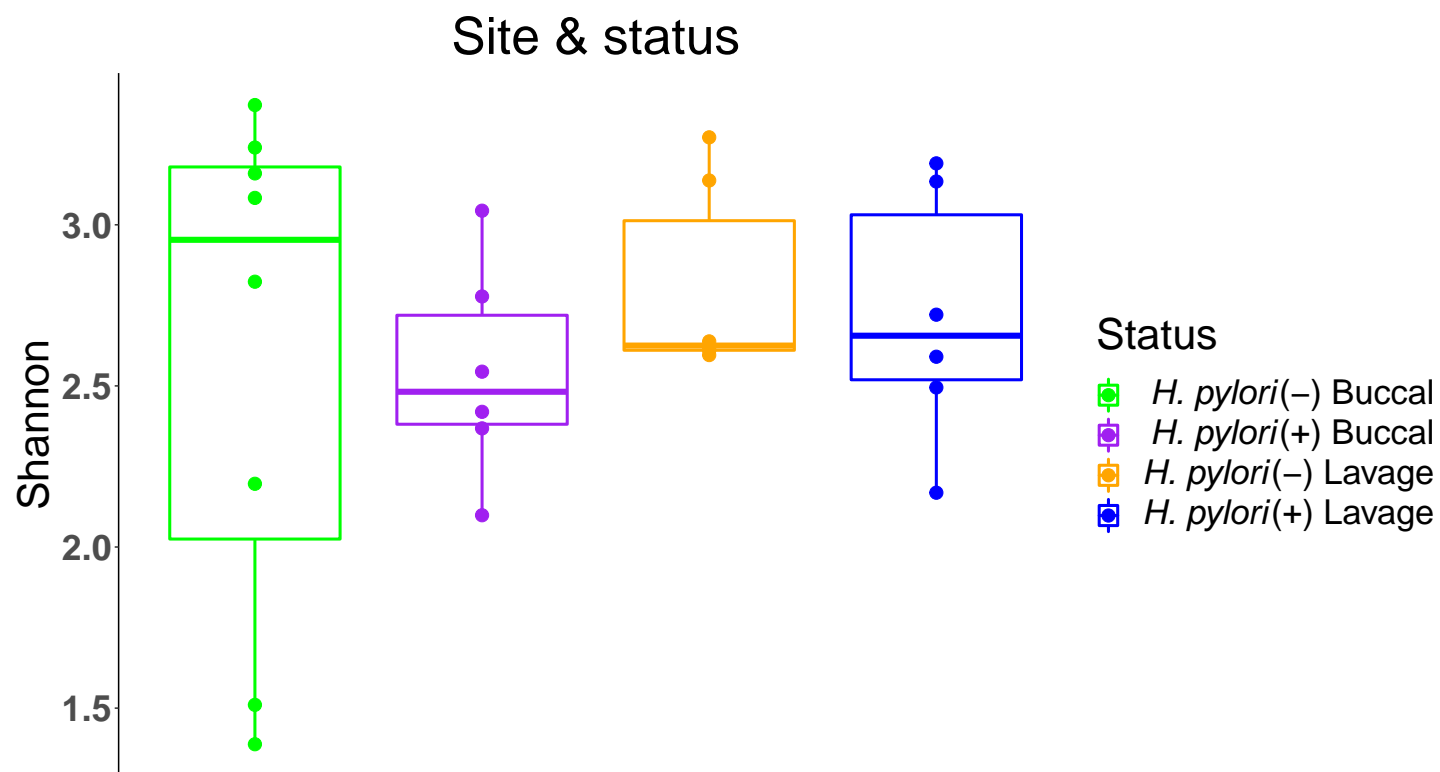 Site & status
Shannon
3.0
2.5
2.0
1.5
Status
H. pylori(−) Buccal
H. pylori(+) Buccal
H. pylori(−) Lavage
H. pylori(+) Lavage